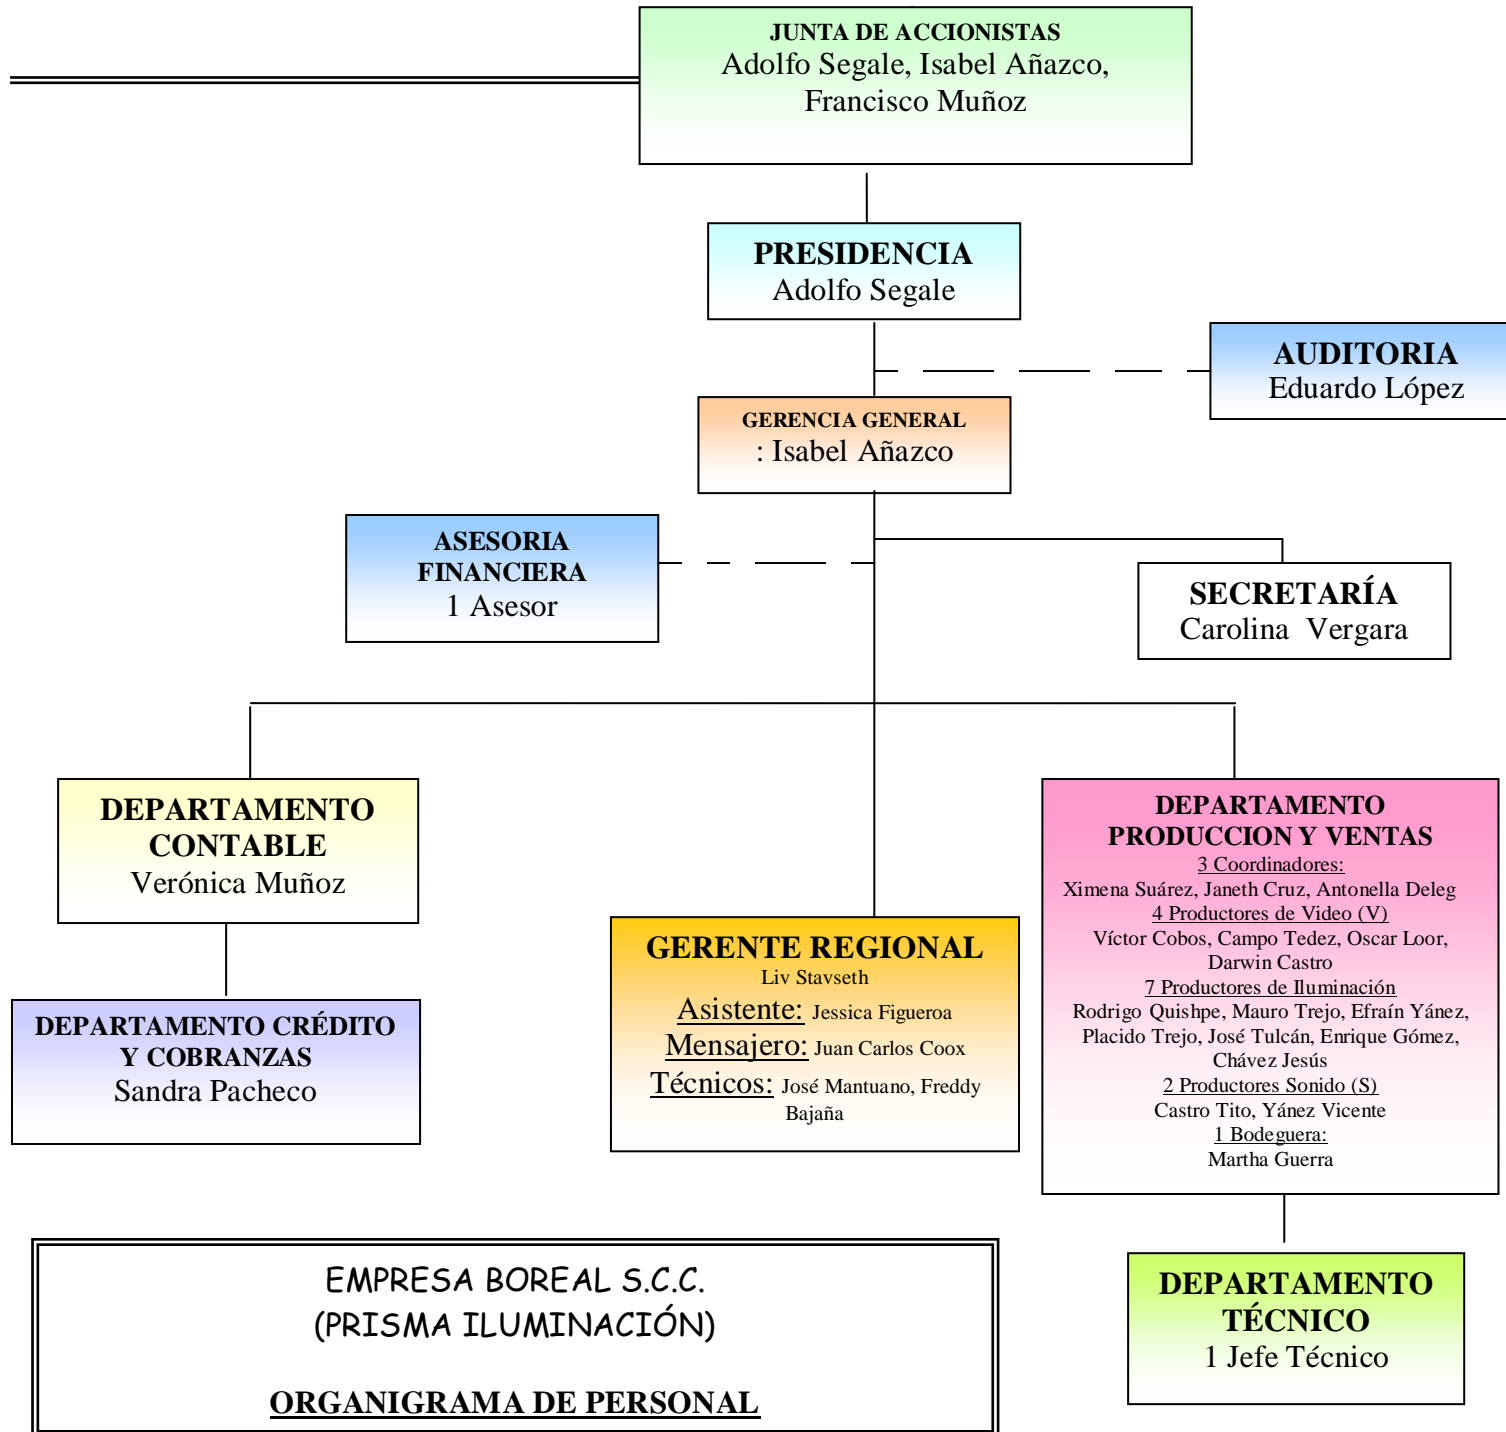 JUNTA DE ACCIONISTAS
Adolfo Segale, Isabel Añazco,
Francisco Muñoz
PRESIDENCIA
Adolfo Segale
AUDITORIA
Eduardo López
GERENCIA GENERAL
: Isabel Añazco
ASESORIA
FINANCIERA
1 Asesor
SECRETARÍA
Carolina Vergara
DEPARTAMENTO
CONTABLE
Verónica Muñoz
DEPARTAMENTO CRÉDITO
Y COBRANZAS
Sandra Pacheco
GERENTE REGIONAL
Liv Stavseth
Asistente: Jessica Figueroa
Mensajero: Juan Carlos Coox
Técnicos: José Mantuano, Freddy
Bajaña
DEPARTAMENTO
PRODUCCION Y VENTAS
3 Coordinadores:
Ximena Suárez, Janeth Cruz, Antonella Deleg
4 Productores de Video (V)
Víctor Cobos, Campo Tedez, Oscar Loor,
Darwin Castro
7 Productores de Iluminación
Rodrigo Quishpe, Mauro Trejo, Efraín Yánez,
Placido Trejo, José Tulcán, Enrique Gómez,
Chávez Jesús
2 Productores Sonido (S)
Castro Tito, Yánez Vicente
1 Bodeguera:
Martha Guerra
DEPARTAMENTO
TÉCNICO
1 Jefe Técnico
EMPRESA BOREAL S.C.C.
(PRISMA ILUMINACIÓN)
ORGANIGRAMA DE PERSONAL